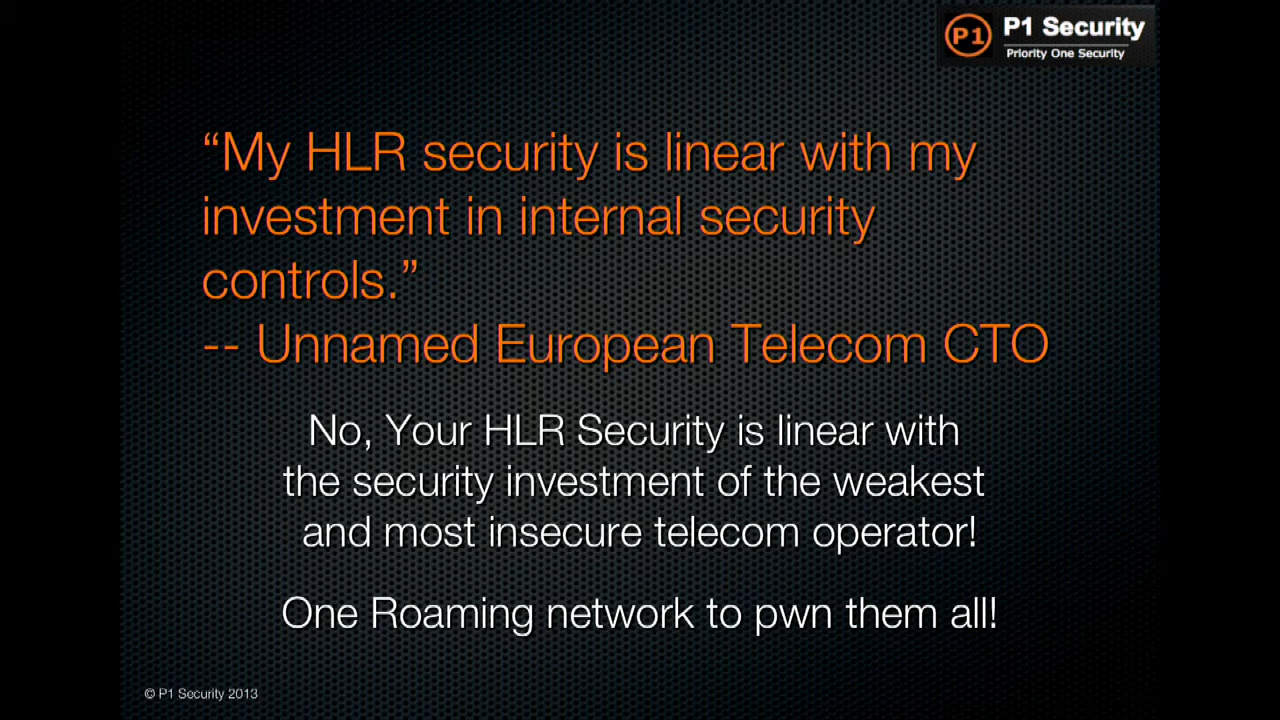 P1 P1 Security
Priority One Security
“My HLR security is linear with my
investment in internal security
controls.”
-- Unnamed European Telecom CTO
No, Your HLR Security is linear with
the security investment of the weakest
and most insecure telecom operator!
One Roaming network to pwn them all!
© P1 Security 2013